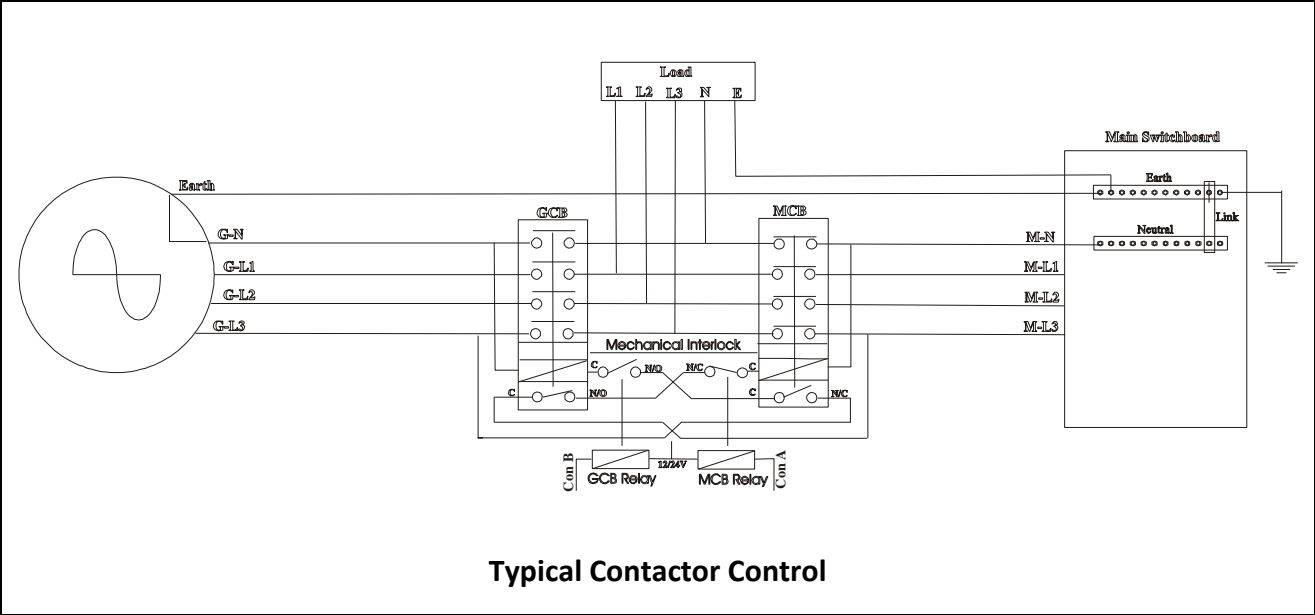 Load
L1 L2 L3 N E
Main Switchboard
Earth
Earth
GCB
MCB
Link
G-N
M-N
Neutral
G-L1
M-L1
G-L2
M-L2
G-L3
M-L3
Mechanical Interlock
C
N/O
N/C
C
C
N/O
C
N/C
Con B
12/24V
Con A
GCB Relay
MCB Relay
Typical Contactor Control